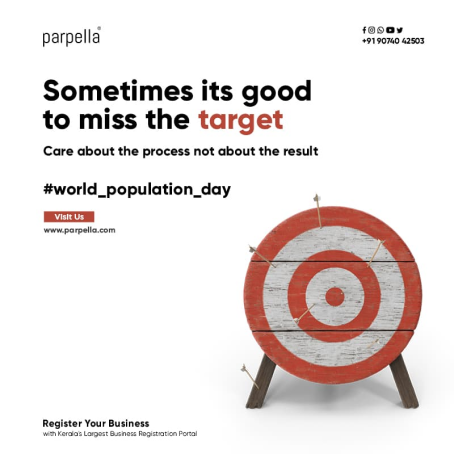 parpella®
+91 90740 42503
Sometimes its good
to miss the target
Care about the process not about the result
#world_population_day
Visit Us
www.parpella.com
Register Your Business
with Kerala's Largest Business Registration Portal